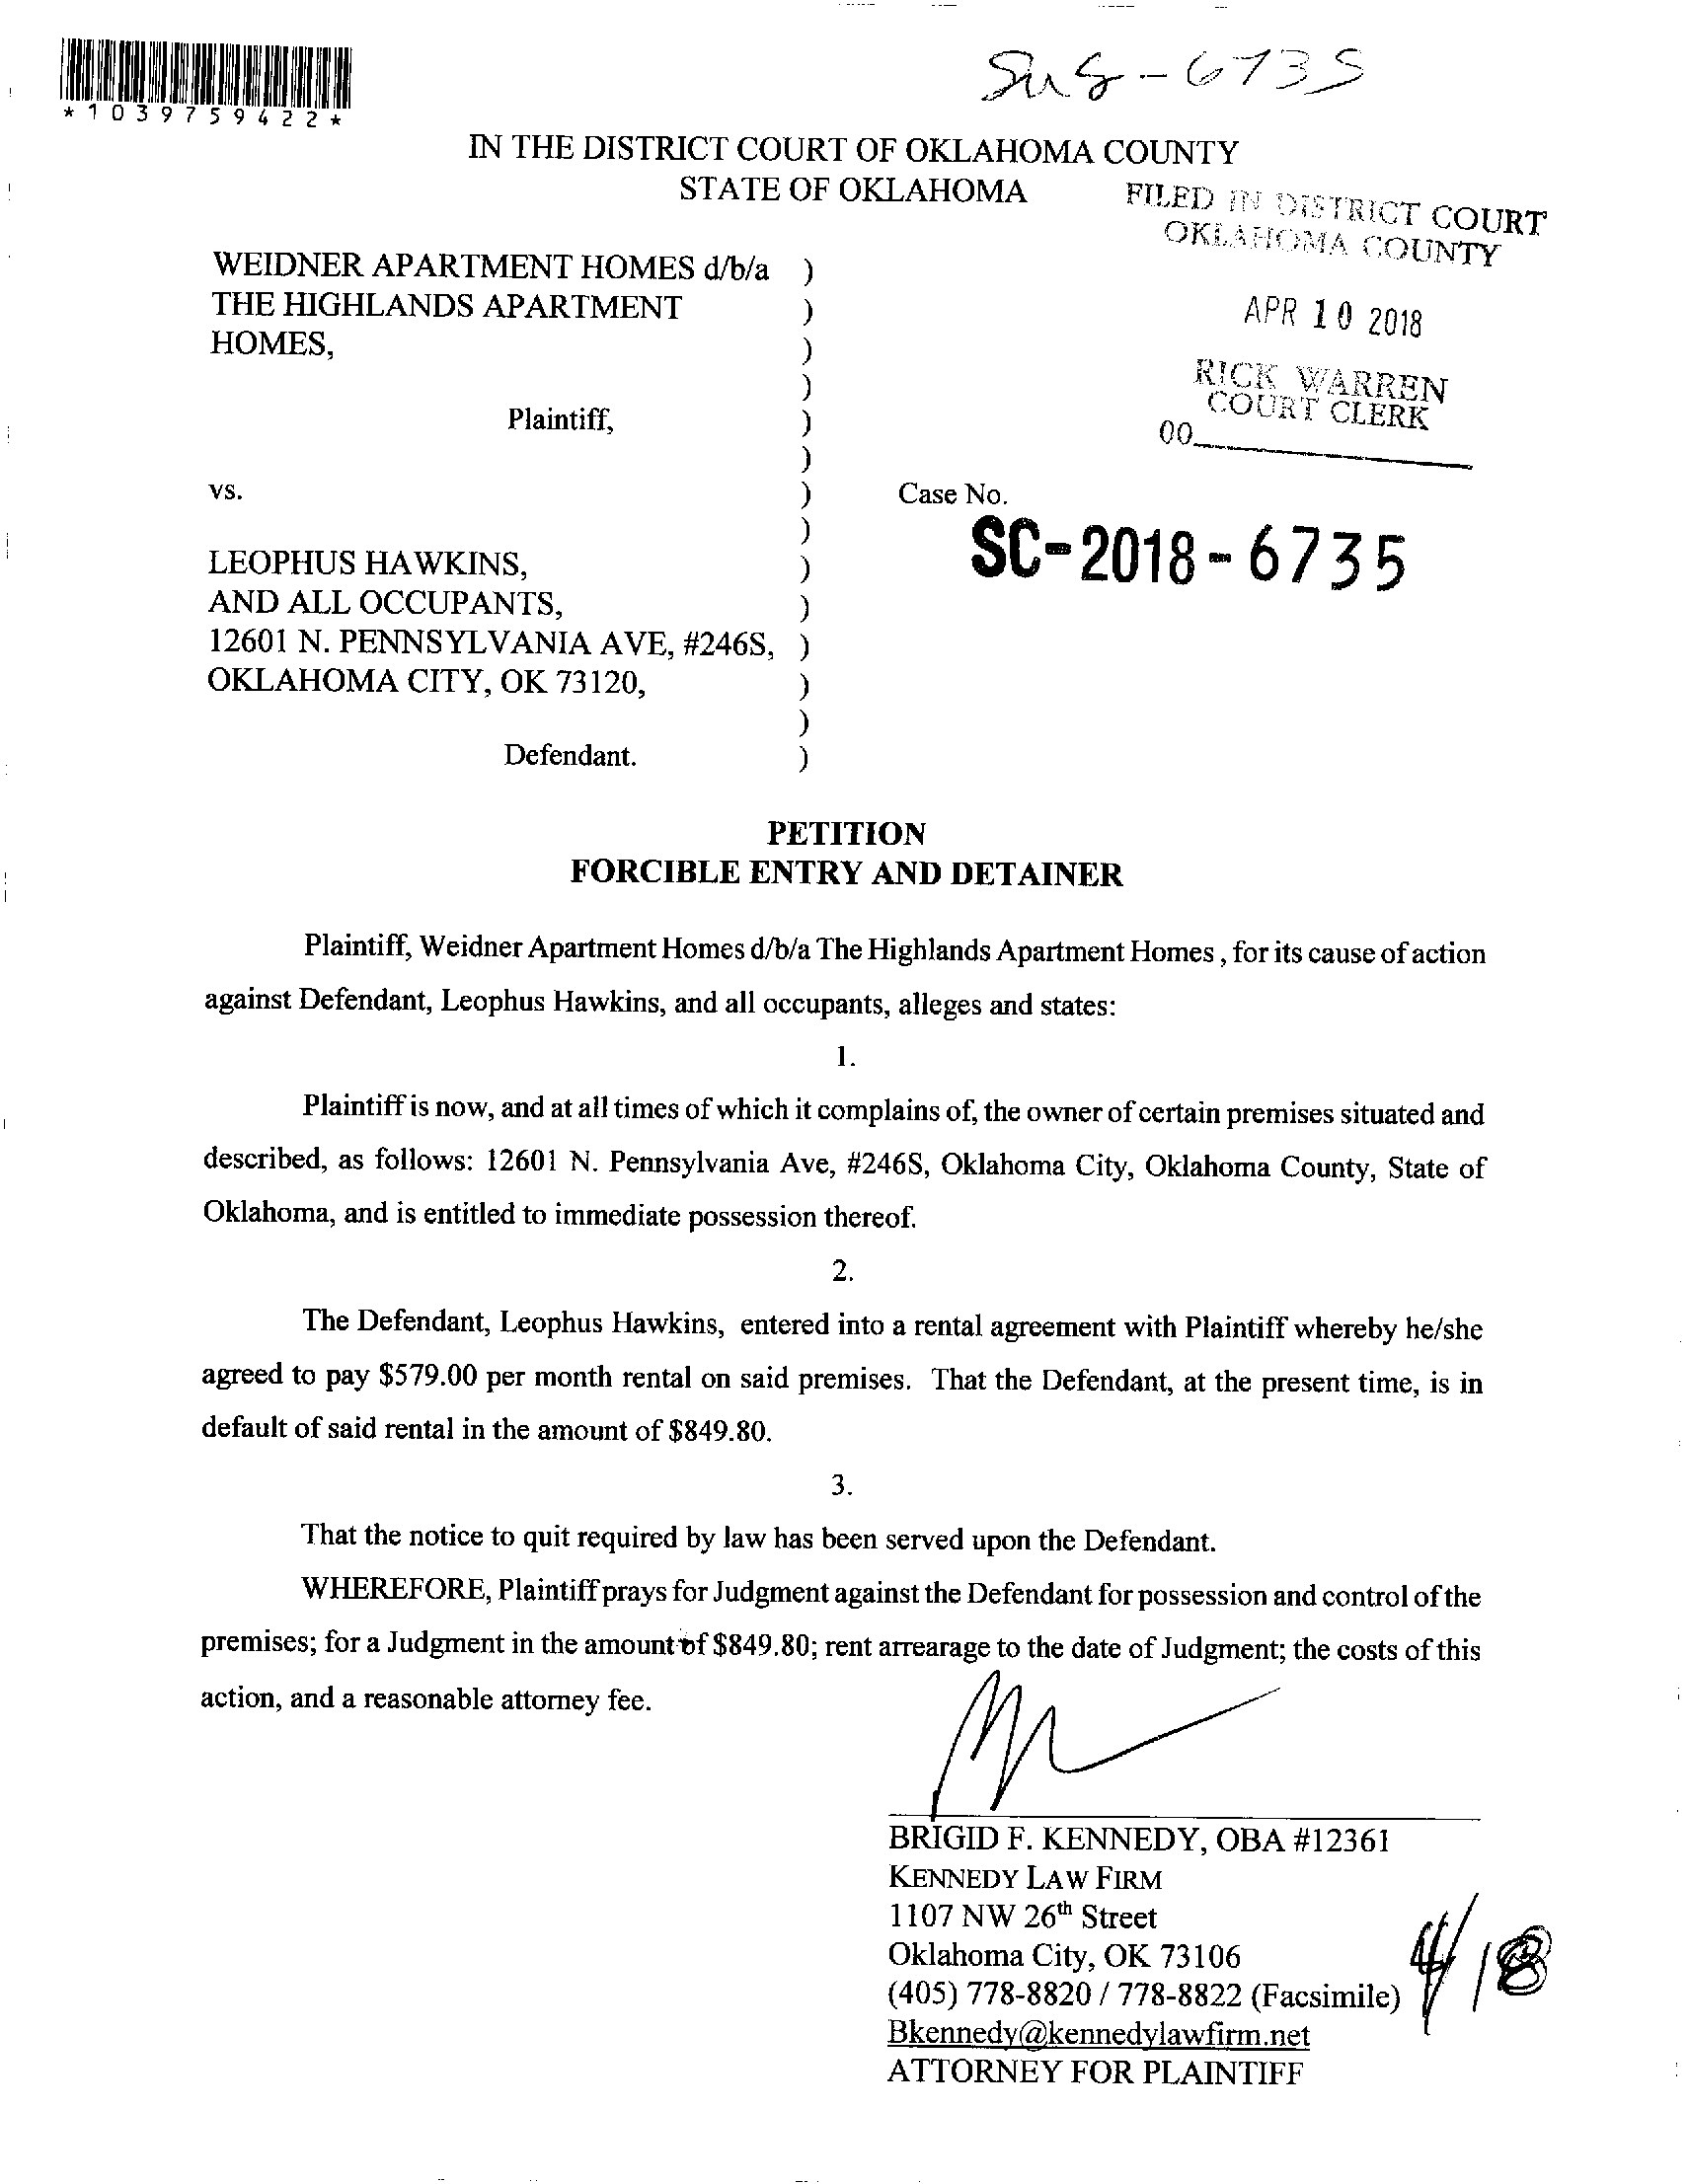 *1039759422*
IN THE DISTRICT COURT OF OKLAHOMA COUNTY
STATE OF OKLAHOMA
FILED IN DISTRICT COURT
OKLAHOMA COUNTY
APR 10 2018
RICK WARREN
COURT CLERK
00
WEIDNER APARTMENT HOMES d/b/a )
THE HIGHLANDS APARTMENT )
HOMES, )
)
Plaintiff, )
)
vs. )
Case No.
SC-2018-6735
)
LEOPHUS HAWKINS, )
AND ALL OCCUPANTS, )
12601 N. PENNSYLVANIA AVE, #246S, )
OKLAHOMA CITY, OK 73120, )
)
Defendant. )
PETITION
FORCIBLE ENTRY AND DETAINER
Plaintiff, Weidner Apartment Homes d/b/a The Highlands Apartment Homes , for its cause of action
against Defendant, Leophus Hawkins, and all occupants, alleges and states:
1.
Plaintiff is now, and at all times of which it complains of, the owner of certain premises situated and
described, as follows: 12601 N. Pennsylvania Ave, #246S, Oklahoma City, Oklahoma County, State of
Oklahoma, and is entitled to immediate possession thereof.
2.
The Defendant, Leophus Hawkins, entered into a rental agreement with Plaintiff whereby he/she
agreed to pay $579.00 per month rental on said premises. That the Defendant, at the present time, is in
default of said rental in the amount of $849.80.
3.
That the notice to quit required by law has been served upon the Defendant.
WHEREFORE, Plaintiff prays for Judgment against the Defendant for possession and control of the
premises; for a Judgment in the amount of $849.80; rent arrearage to the date of Judgment; the costs of this
action, and a reasonable attorney fee.
BRIGID F. KENNEDY, OBA #12361
KENNEDY LAW FIRM
1107 NW 26th Street
Oklahoma City, OK 73106
(405) 778-8820 / 778-8822 (Facsimile)
Bkennedy@kennedylawfirm.net
ATTORNEY FOR PLAINTIFF
4/18